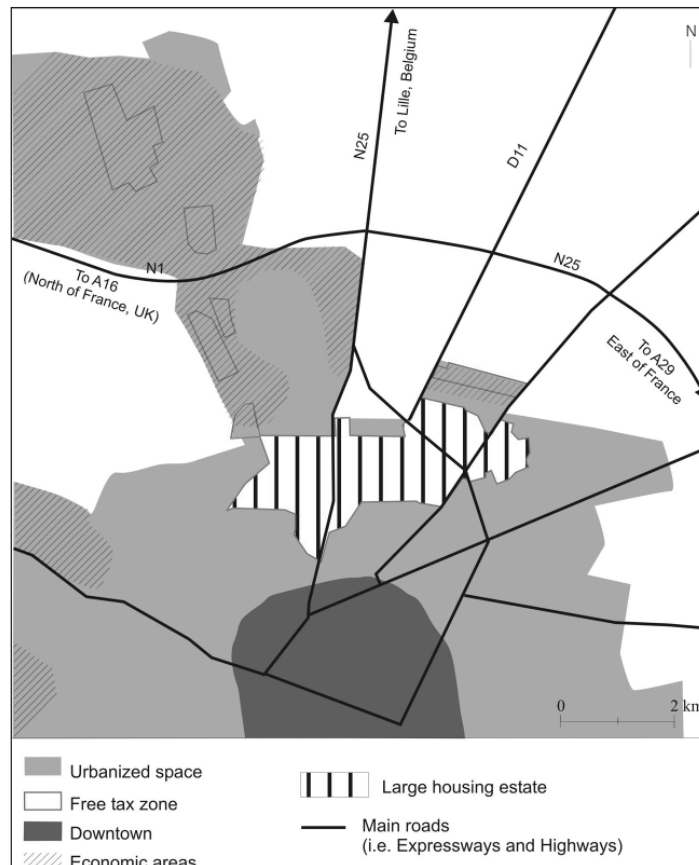 N
To Lille, Belgium
N25
D11
N1
To A16
(North of France, UK)
N25
To A29
East of France
0 2 km
Urbanized space
Free tax zone
Downtown
Economic areas
Large housing estate
Main roads
(i.e. Expressways and Highways)